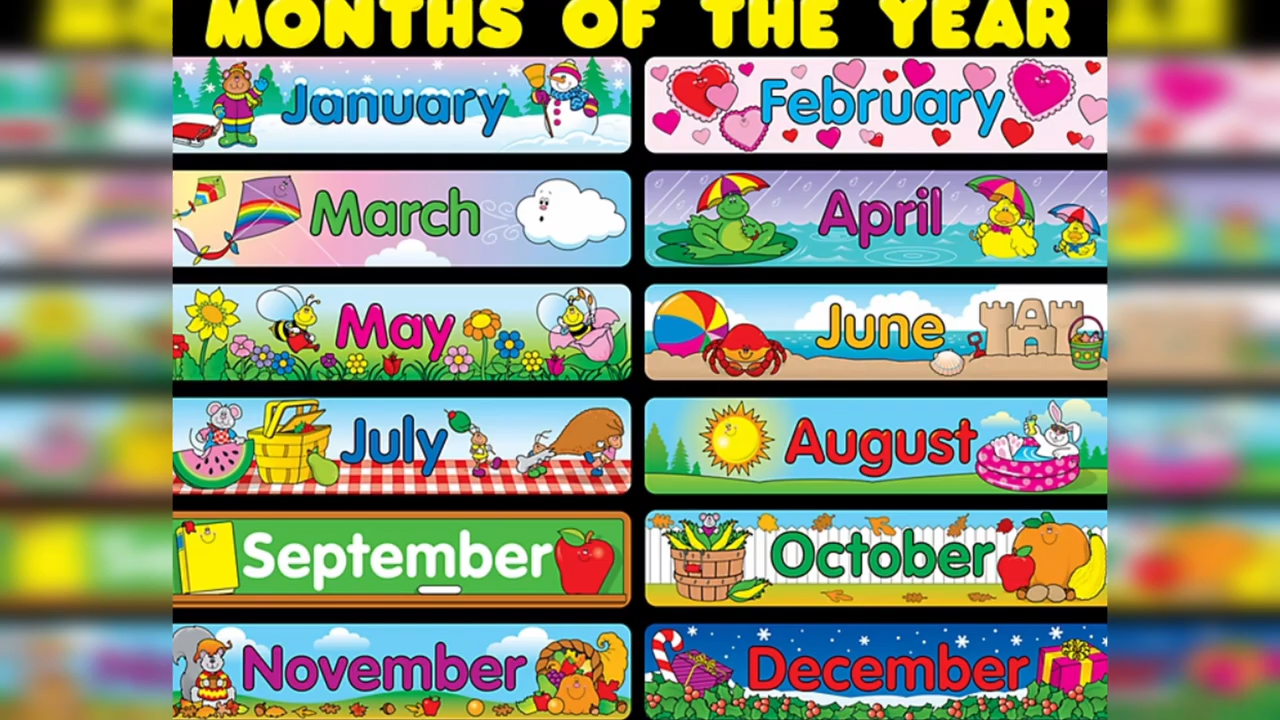 MONTHS OF THE YEAR
January
February
March
April
May
June
July
August
September
October
November
December